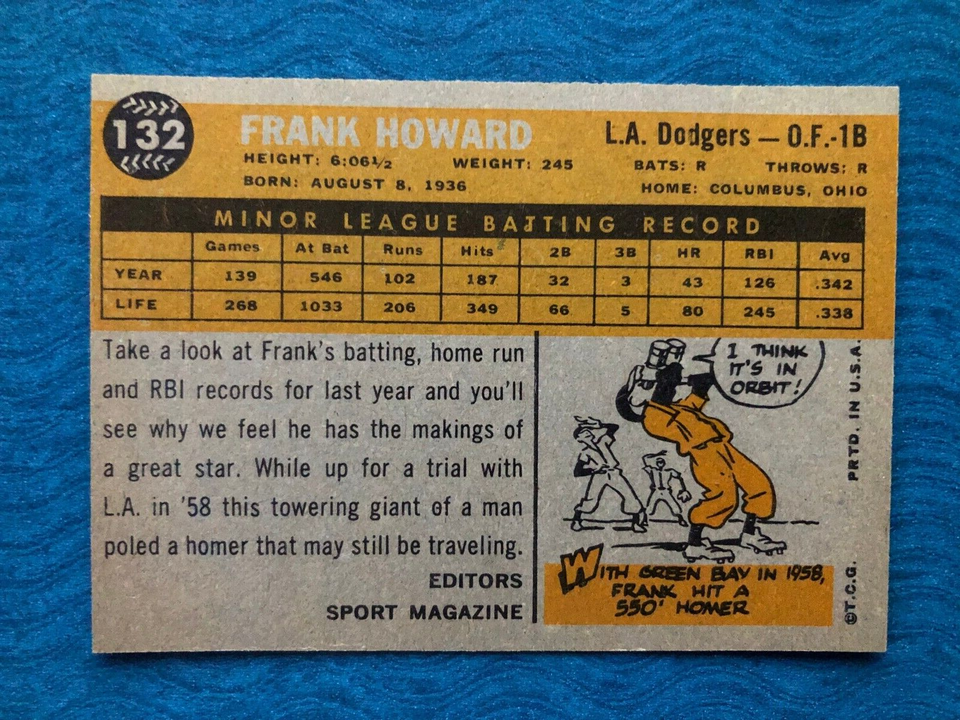 132
FRANK HOWARD
L.A. Dodgers — O.F.-1B
HEIGHT: 6:06½ WEIGHT: 245 BATS: R THROWS: R
BORN: AUGUST 8, 1936 HOME: COLUMBUS, OHIO
MINOR LEAGUE BATTING RECORD
Games At Bat Runs Hits 2B 3B HR RBI Avg
YEAR 139 546 102 187 32 3 43 126 .342
LIFE 268 1033 206 349 66 5 80 245 .338
Take a look at Frank's batting, home run
and RBI records for last year and you'll
see why we feel he has the makings of
a great star. While up for a trial with
L.A. in '58 this towering giant of a man
poled a homer that may still be traveling.
EDITORS
SPORT MAGAZINE
I THINK
IT'S IN
ORBIT!
WITH GREEN BAY IN 1958,
FRANK HIT A
550' HOMER
©T.C.G. PRTD. IN U.S.A.